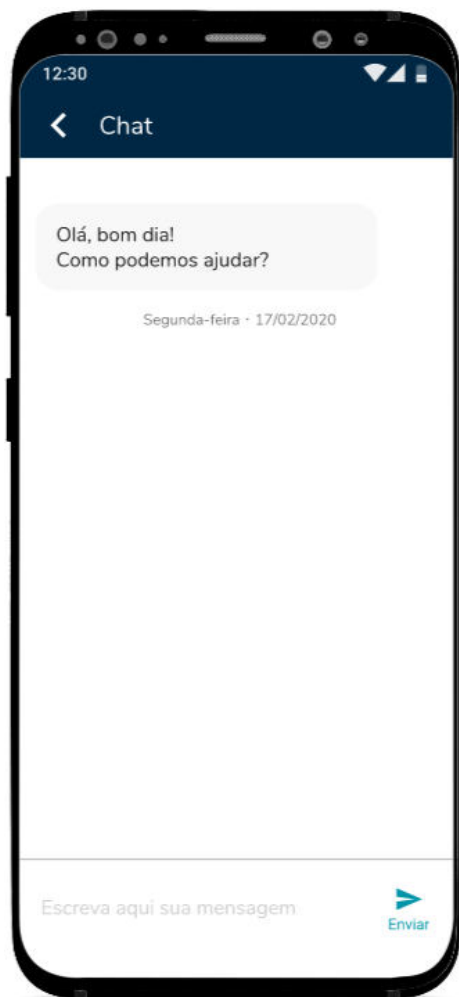 12:30
Chat
Olá, bom dia!
Como podemos ajudar?
Segunda-feira · 17/02/2020
Escreva aqui sua mensagem
Enviar